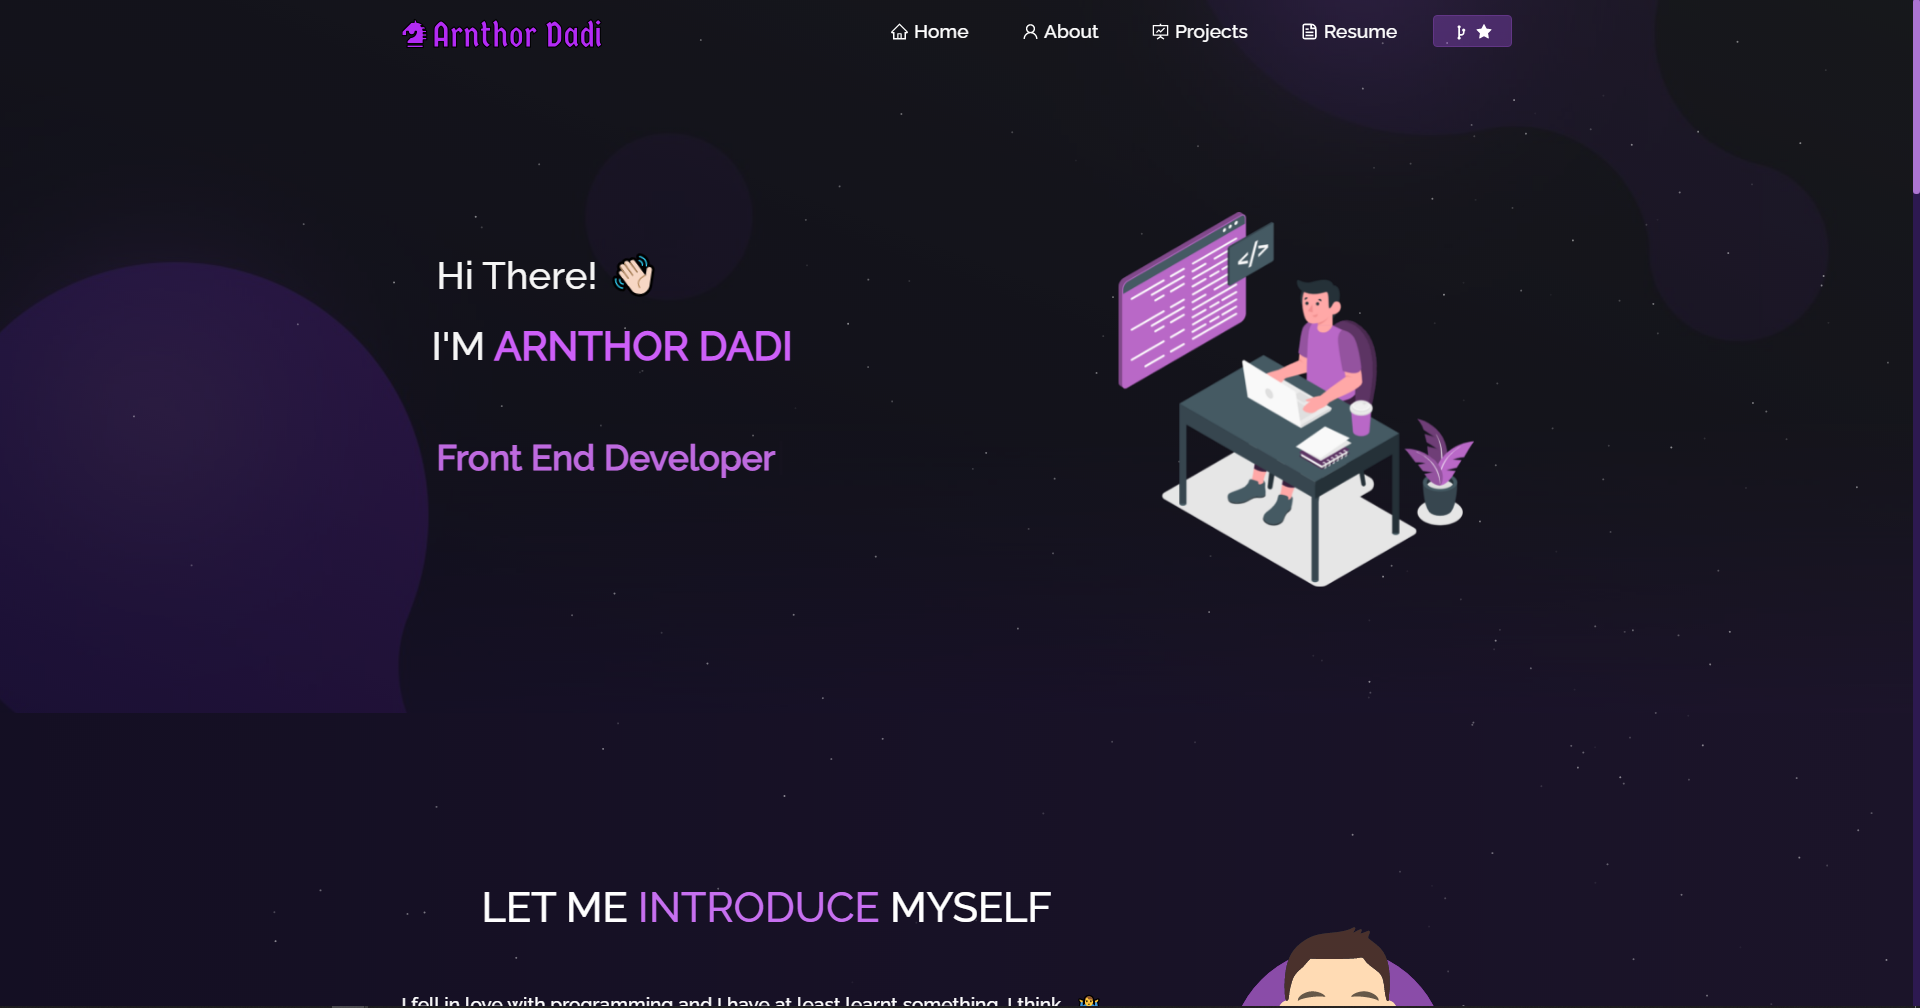 Arnthor Dadi
Home
About
Projects
Resume
Hi There! 👋🏻
I'M ARNTHOR DADI
Front End Developer
</>
LET ME INTRODUCE MYSELF
I fell in love with programming and I have at least learnt something, I think…